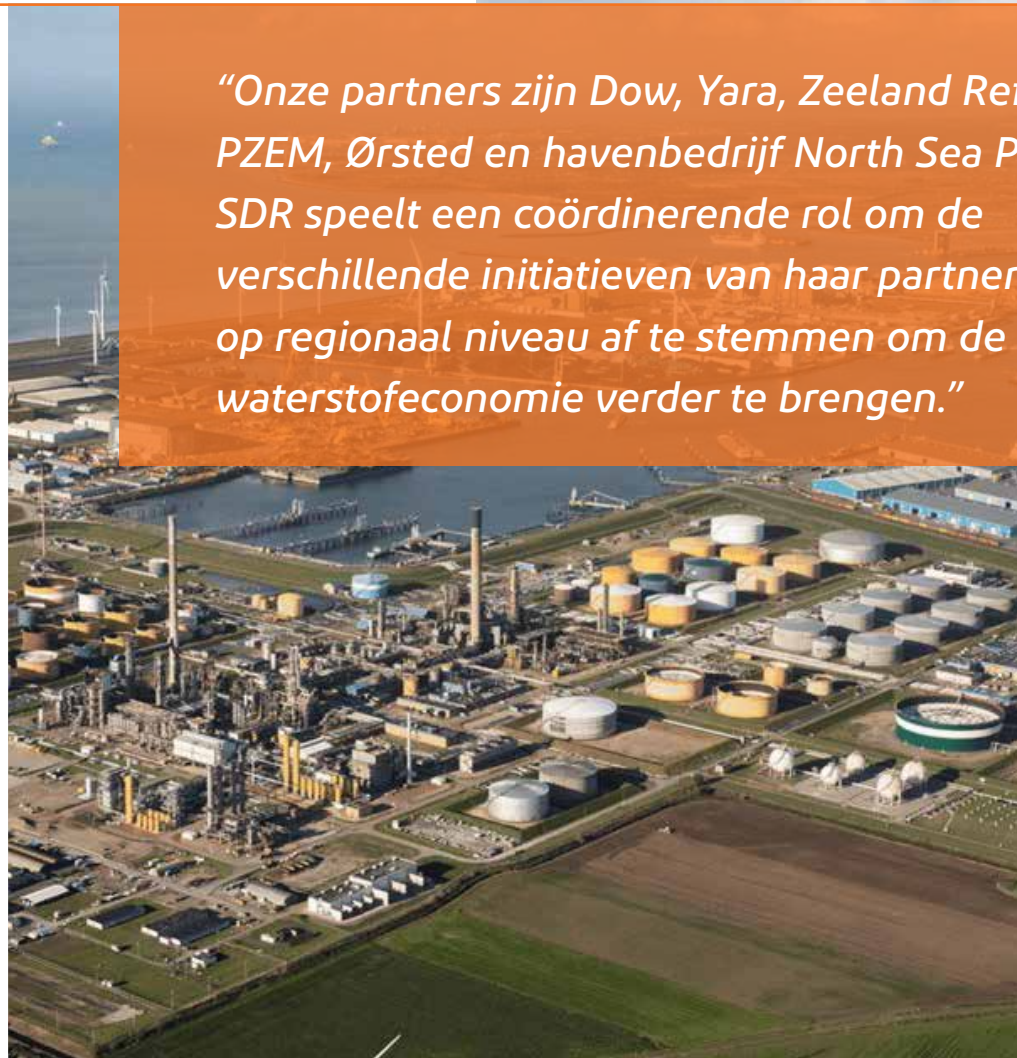 “Onze partners zijn Dow, Yara, Zeeland Ref
PZEM, Ørsted en havenbedrijf North Sea P
SDR speelt een coördinerende rol om de
verschillende initiatieven van haar partner
op regionaal niveau af te stemmen om de
waterstofeconomie verder te brengen.”